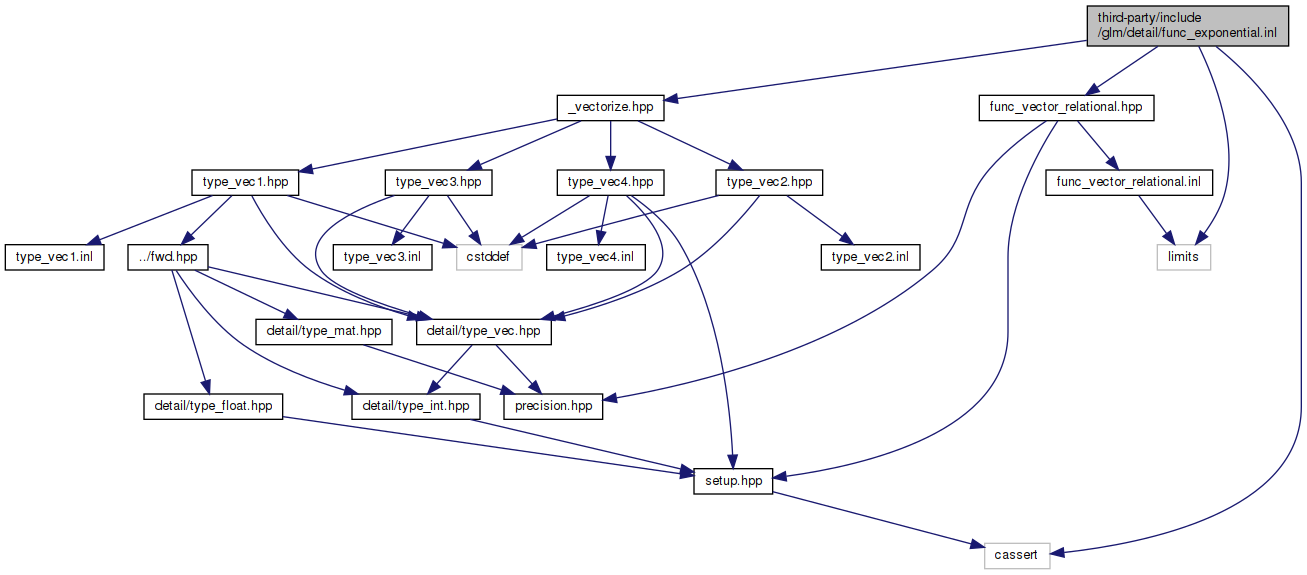 third-party/include
/glm/detail/func_exponential.inl
_vectorize.hpp
func_vector_relational.hpp
type_vec1.hpp
type_vec3.hpp
type_vec4.hpp
type_vec2.hpp
func_vector_relational.inl
type_vec1.inl
../fwd.hpp
type_vec3.inl
cstddef
type_vec4.inl
type_vec2.inl
limits
detail/type_mat.hpp
detail/type_vec.hpp
detail/type_float.hpp
detail/type_int.hpp
precision.hpp
setup.hpp
cassert